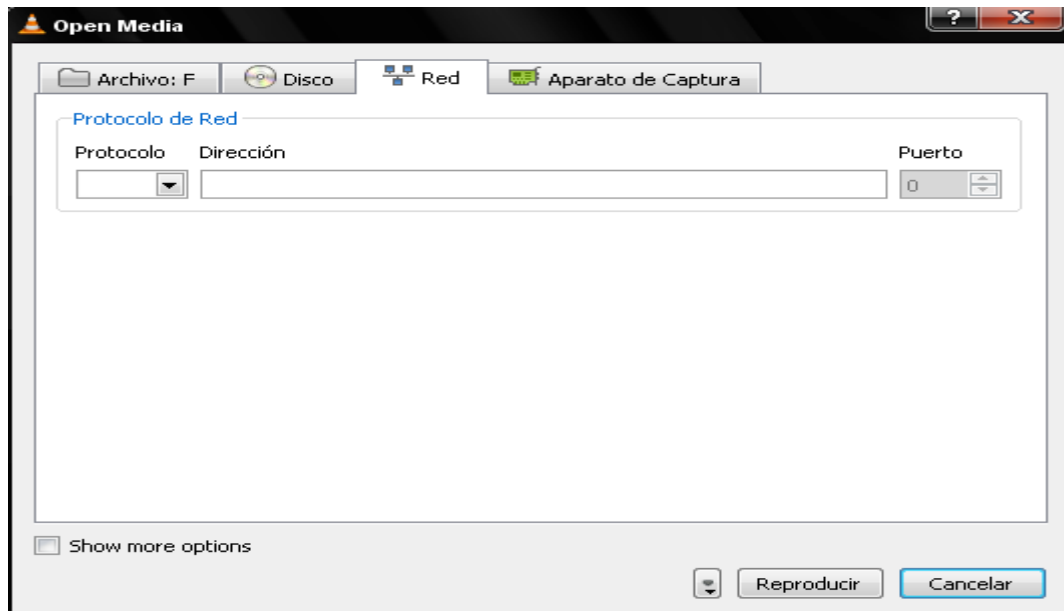 Open Media
Archivo: F Disco Red Aparato de Captura
Protocolo de Red
Protocolo Dirección Puerto
0
Show more options
Reproducir Cancelar